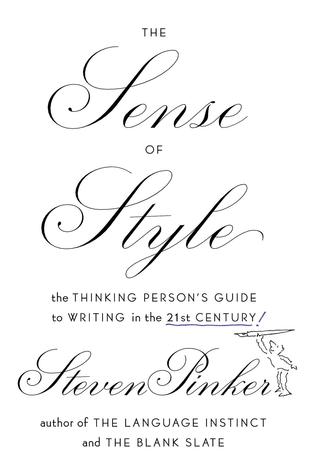 THE
Sense
OF
Style
the THINKING PERSON'S GUIDE
to WRITING in the 21st CENTURY!
Steven Pinker
author of THE LANGUAGE INSTINCT
and THE BLANK SLATE